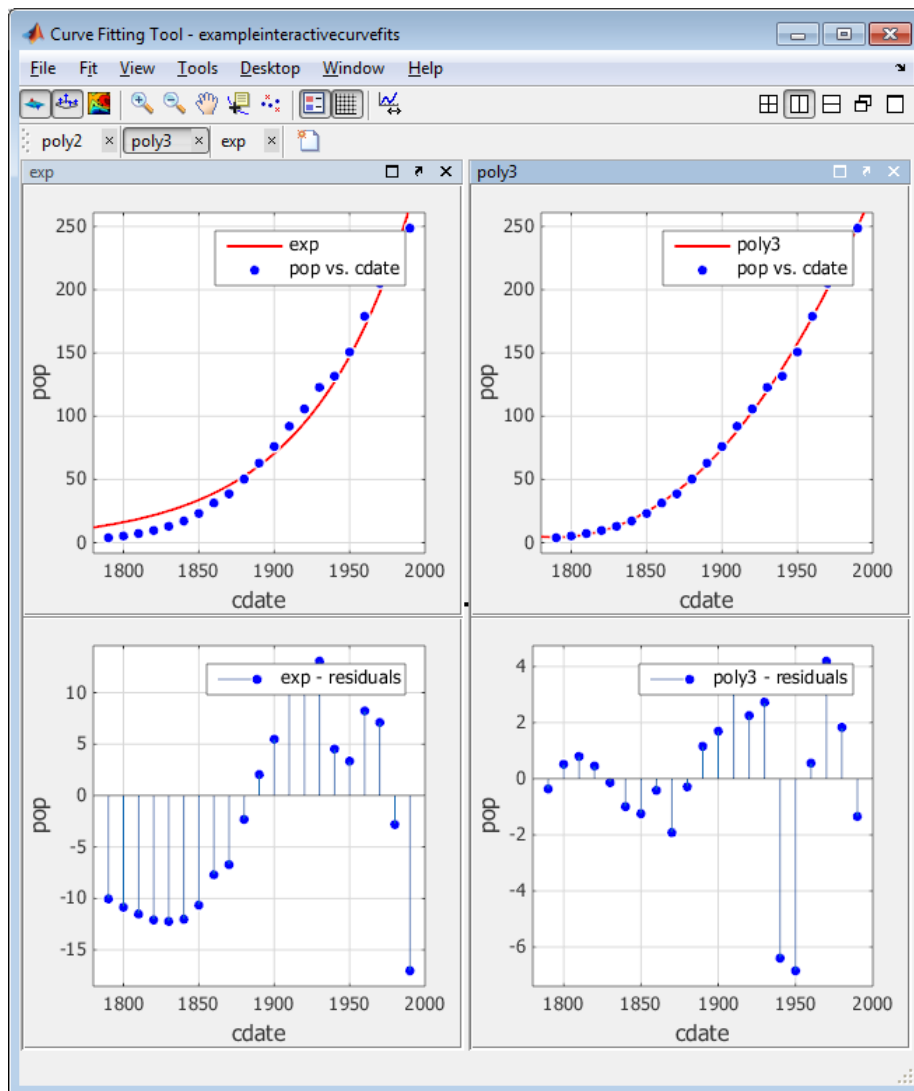 Curve Fitting Tool - exampleinteractivecurvefits
File Fit View Tools Desktop Window Help
poly2 × poly3 × exp ×
exp
250
200
150
100
50
0
pop
exp
pop vs. cdate
1800 1850 1900 1950 2000
cdate
poly3
250
200
150
100
50
0
pop
poly3
pop vs. cdate
1800 1850 1900 1950 2000
cdate
10
5
0
-5
-10
-15
pop
exp - residuals
1800 1850 1900 1950 2000
cdate
4
2
0
-2
-4
-6
pop
poly3 - residuals
1800 1850 1900 1950 2000
cdate